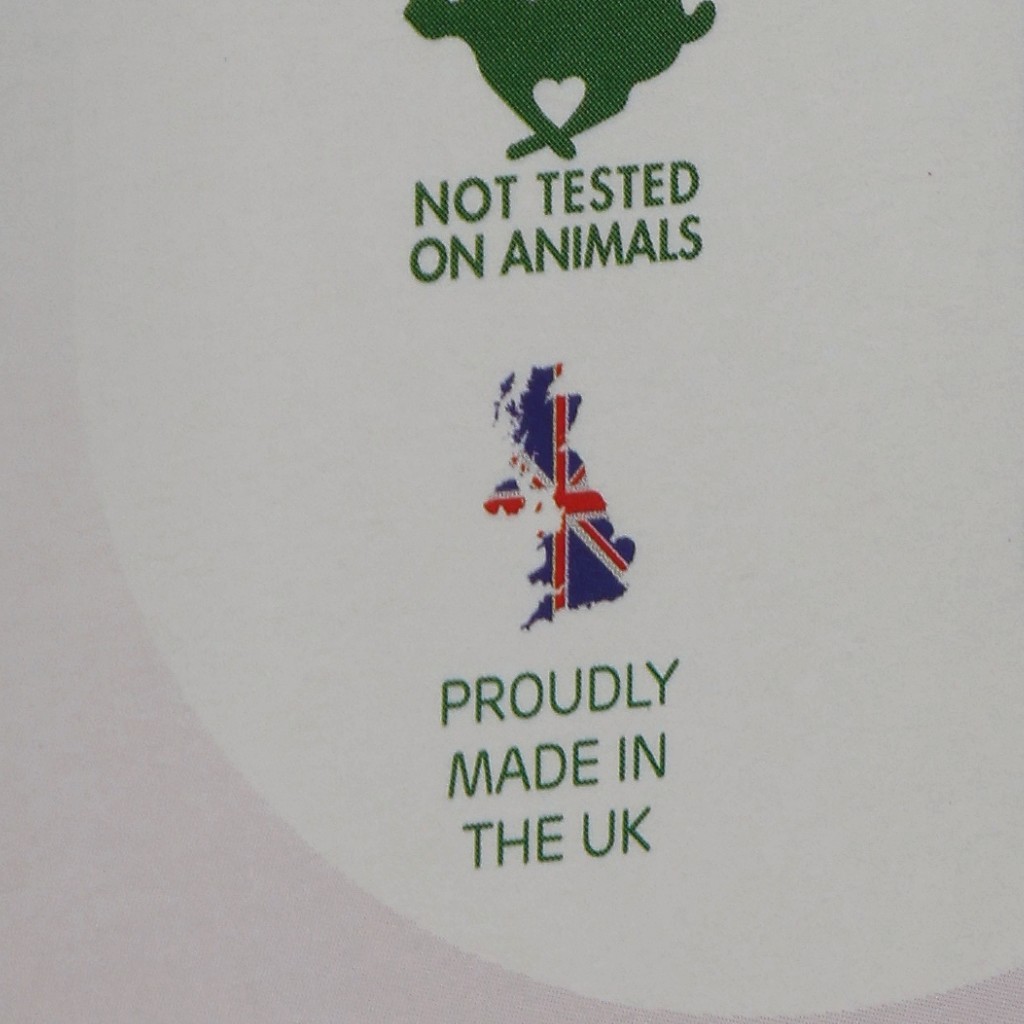 NOT TESTED
ON ANIMALS
PROUDLY
MADE IN
THE UK